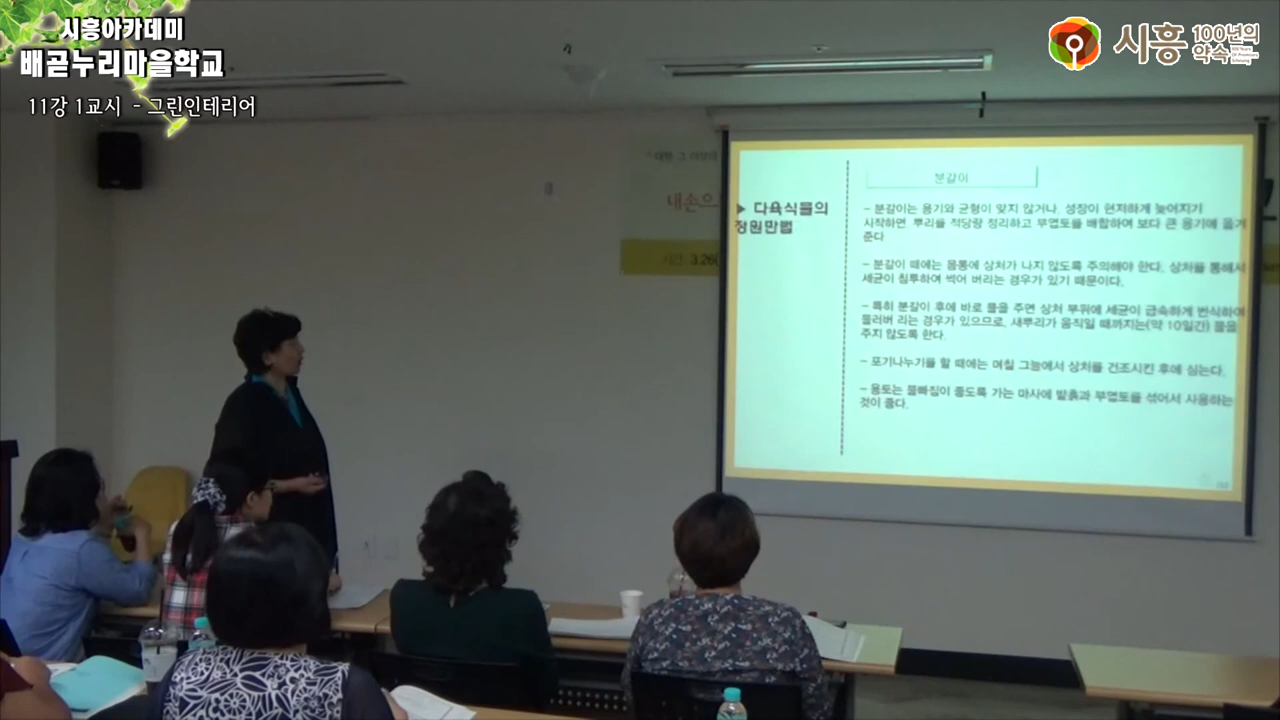 시흥아카데미
배곧누리마을학교
11강 1교시 - 그린인테리어
시흥 100년의
약속
내손으
시간: 3.26(
분갈이
▶ 다육식물의
정원만법
- 분갈이는 용기와 균형이 맞지 않거나, 성장이 현저하게 늦어지기
시작하면, 뿌리를 적당량 정리하고 부엽토를 배합하여 보다 큰 용기에 옮겨
준다
- 분갈이 때에는 몸통에 상처가 나지 않도록 주의해야 한다. 상처를 통해서
세균이 침투하여 썩어 버리는 경우가 있기 때문이다.
- 특히 분갈이 후에 바로 물을 주면 상처 부위에 세균이 급속하게 번식하여
물러버 리는 경우가 있으므로, 새뿌리가 움직일 때까지는(약 10일간) 물을
주지 않도록 한다.
- 포기나누기를 할 때에는 며칠 그늘에서 상처를 건조시킨 후에 심는다.
- 용토는 물빠짐이 좋도록 가는 마사에 밭흙과 부엽토를 섞어서 사용하는
것이 좋다.